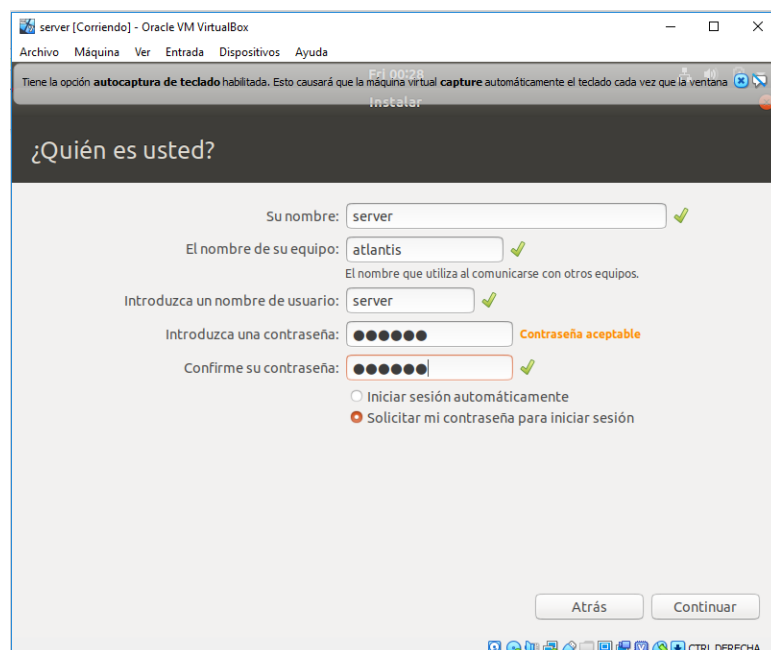 server [Corriendo] - Oracle VM VirtualBox
Archivo Máquina Ver Entrada Dispositivos Ayuda
Fri 00:28
Tiene la opción autocaptura de teclado habilitada. Esto causará que la máquina virtual capture automáticamente el teclado cada vez que la ventana
Instalar
¿Quién es usted?
Su nombre: server
El nombre de su equipo: atlantis
El nombre que utiliza al comunicarse con otros equipos.
Introduzca un nombre de usuario: server
Introduzca una contraseña: ●●●●●● Contraseña aceptable
Confirme su contraseña: ●●●●●●
Iniciar sesión automáticamente
Solicitar mi contraseña para iniciar sesión
Atrás Continuar
CTRL DERECHA